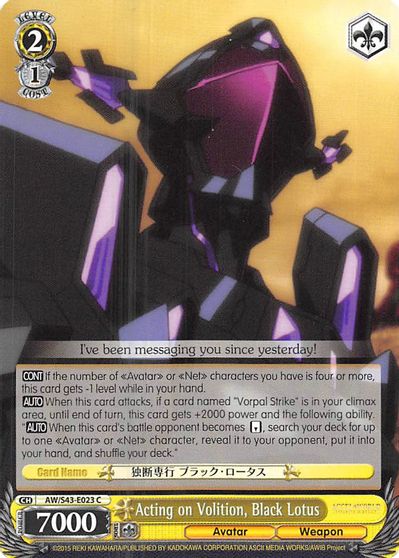 LEVEL
2
1
COST
I've been messaging you since yesterday!
CONT If the number of «Avatar» or «Net» characters you have is four or more,
this card gets -1 level while in your hand.
AUTO When this card attacks, if a card named "Vorpal Strike" is in your climax
area, until end of turn, this card gets +2000 power and the following ability.
"AUTO When this card's battle opponent becomes [ ], search your deck for
up to one «Avatar» or «Net» character, reveal it to your opponent, put it into
your hand, and shuffle your deck."
Card Name 独断専行 ブラック・ロータス
CH AW/S43-E023 C
POWER
7000
SOUL
Acting on Volition, Black Lotus
Avatar Weapon
©2015 REKI KAWAHARA/PUBLISHED BY KADOKAWA CORPORATION ASCII MEDIA WORKS/AWIB Project